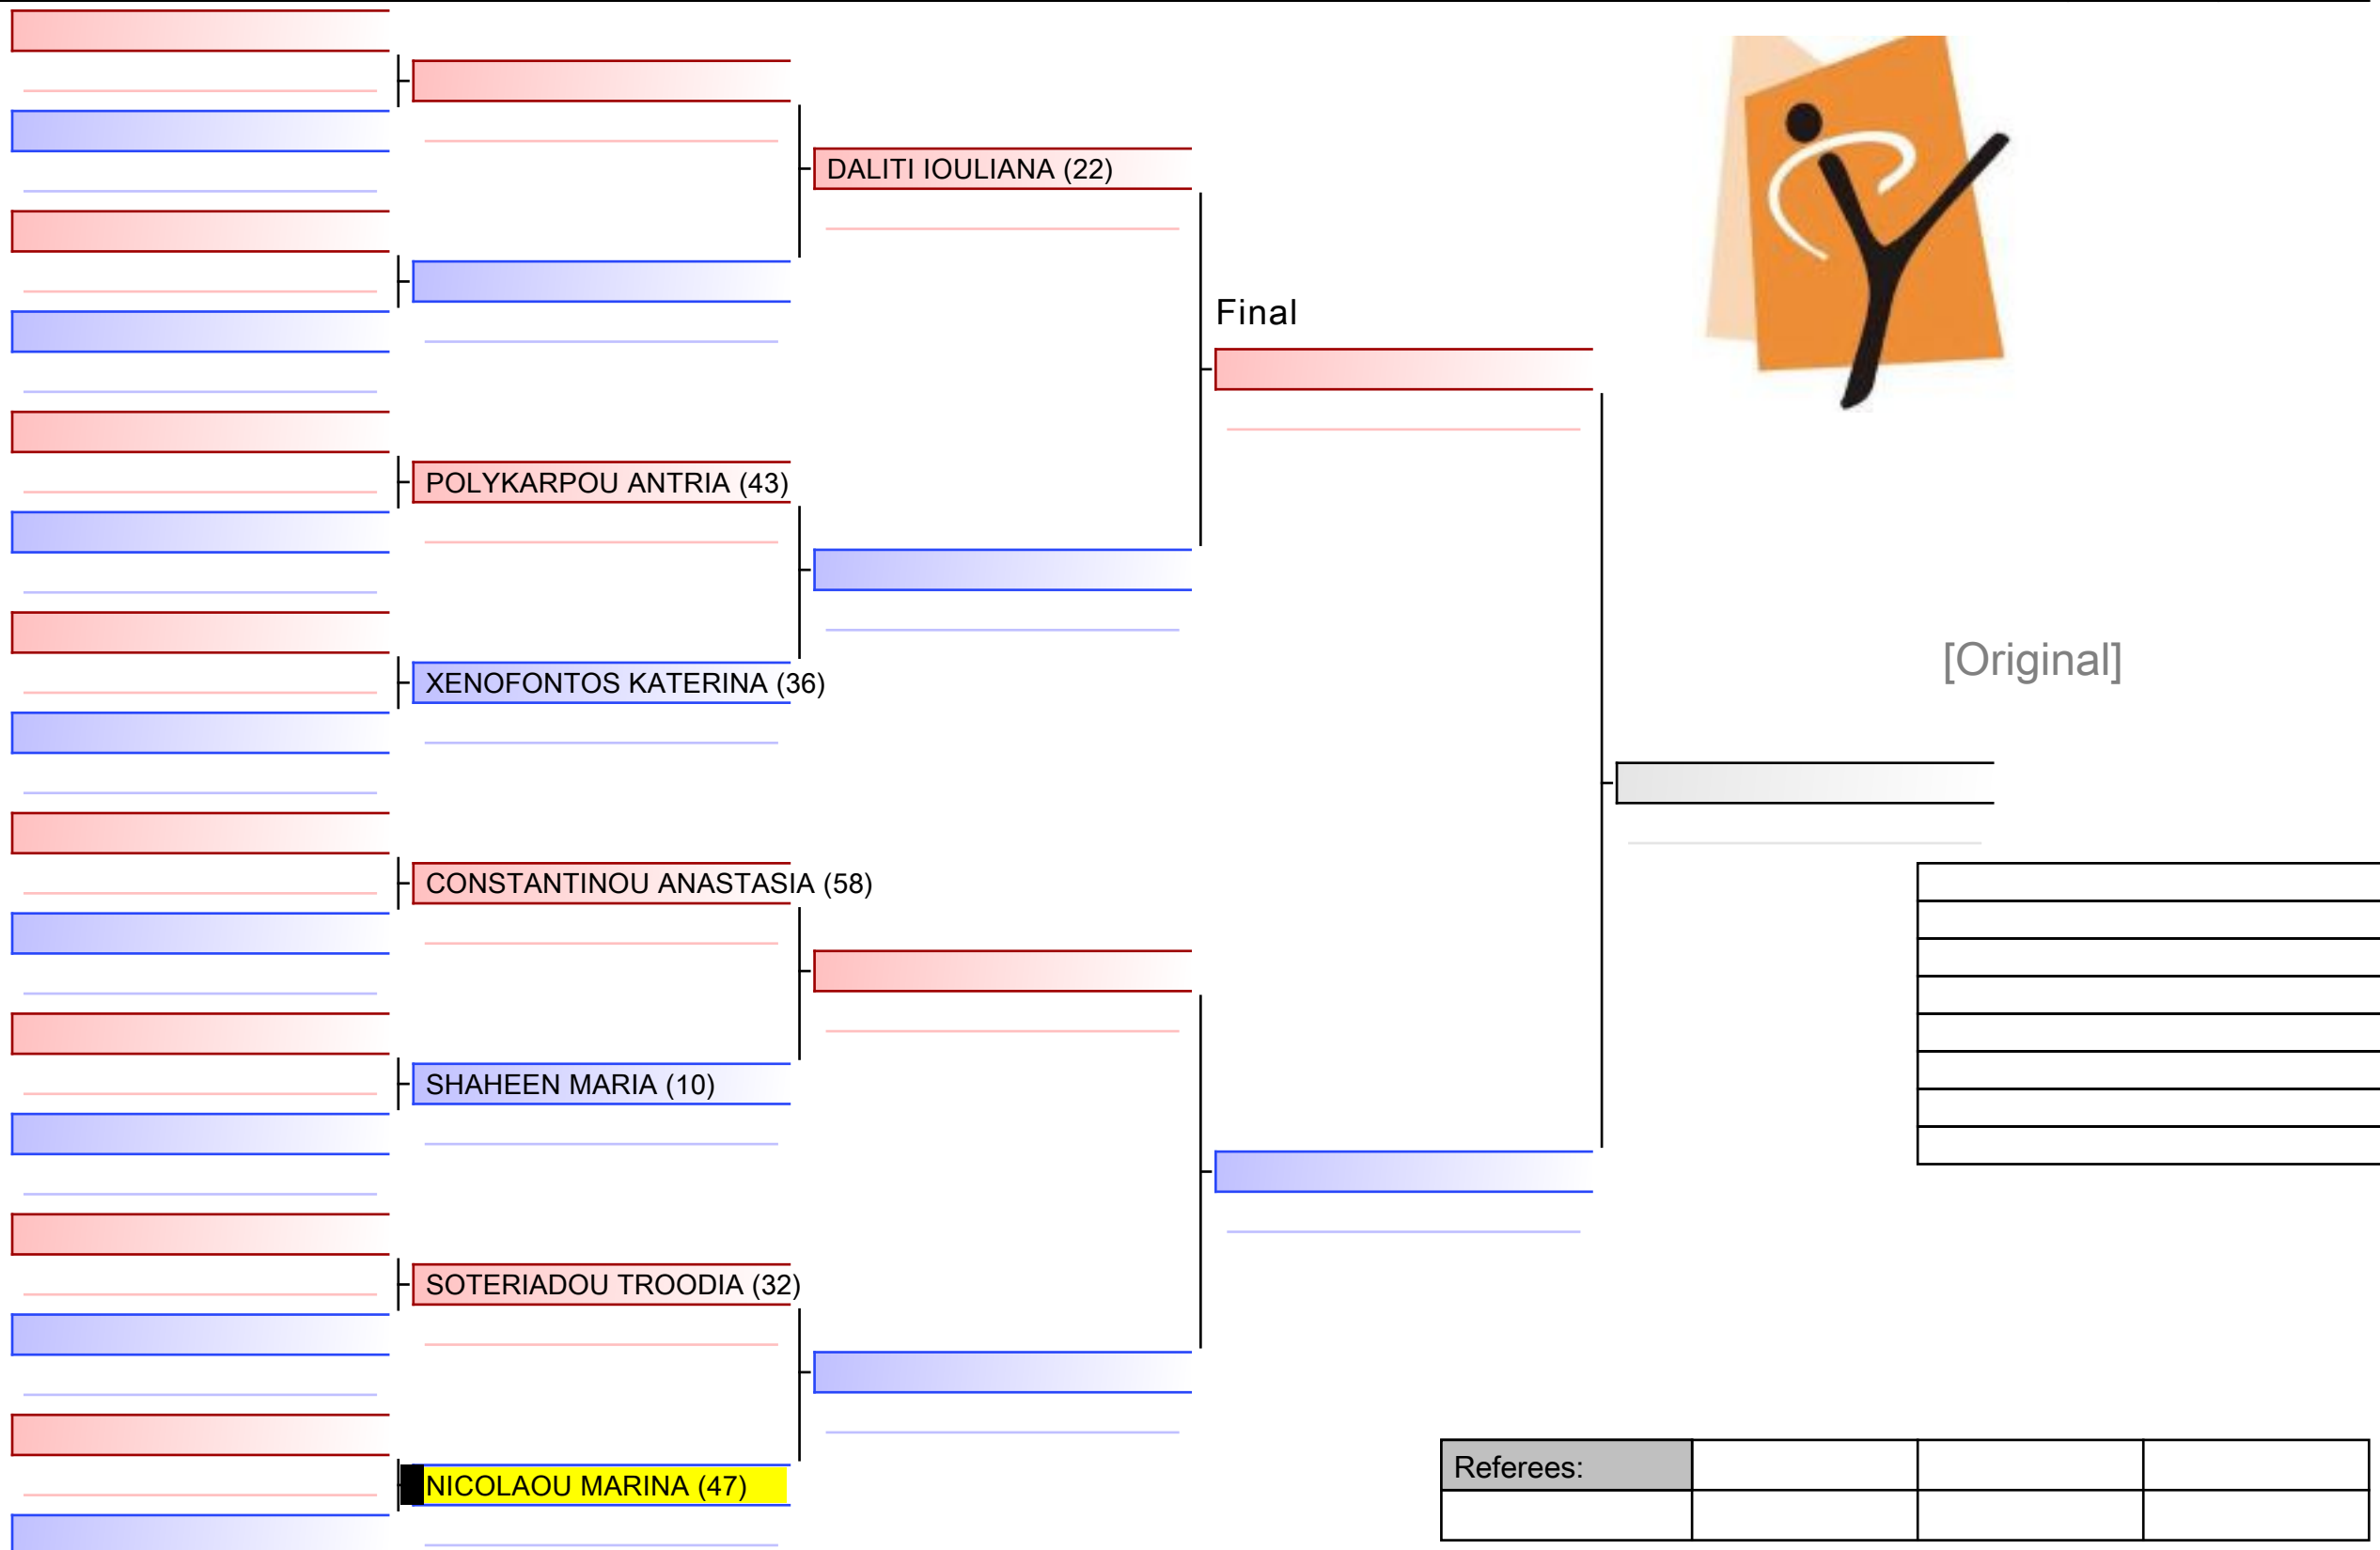 DALITI IOULIANA (22)
Final
POLYKARPOU ANTRIA (43)
[Original]
XENOFONTOS KATERINA (36)
CONSTANTINOU ANASTASIA (58)
SHAHEEN MARIA (10)
SOTERIADOU TROODIA (32)
Referees:
NICOLAOU MARINA (47)